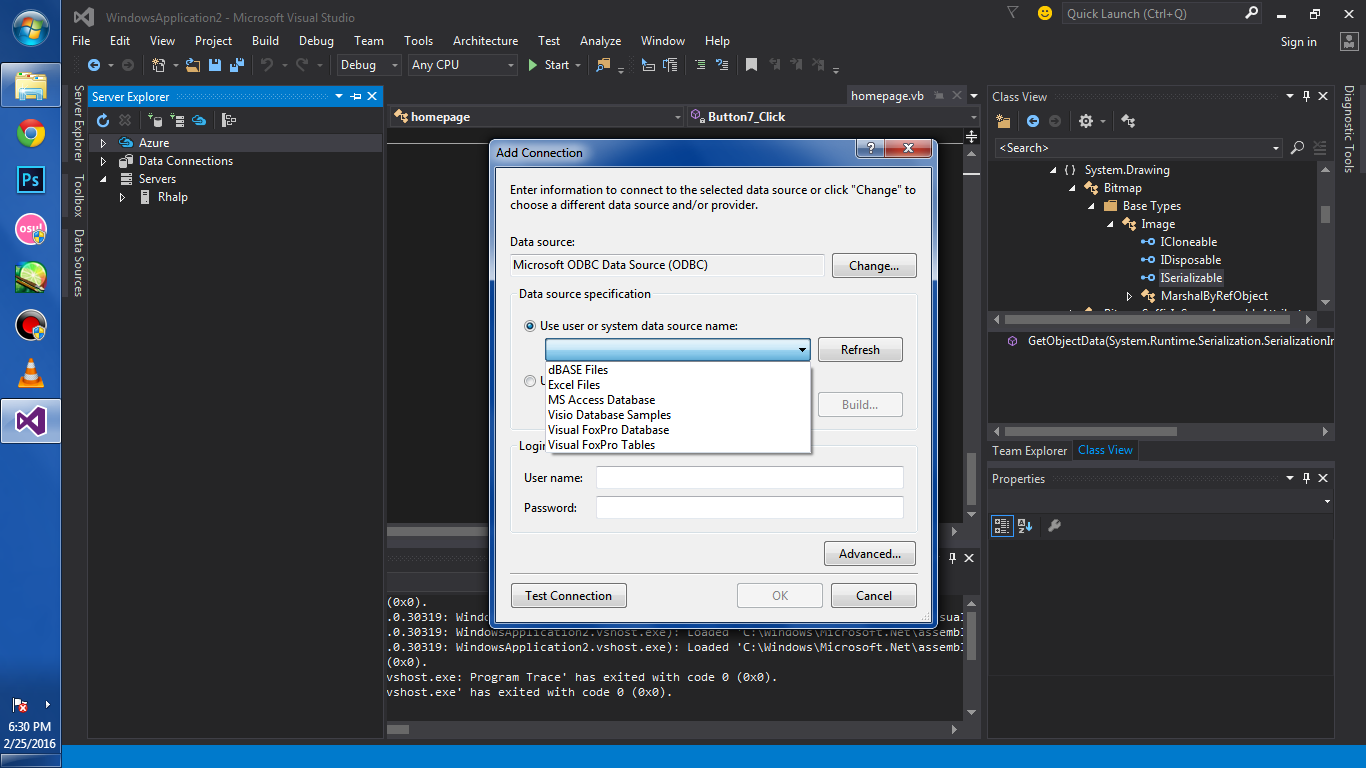 WindowsApplication2 - Microsoft Visual Studio
Quick Launch (Ctrl+Q)
File Edit View Project Build Debug Team Tools Architecture Test Analyze Window Help
Sign in
Debug Any CPU Start
Server Explorer
Toolbox
Data Sources
Server Explorer
Azure
Data Connections
Servers
Rhalp
homepage.vb
homepage
Button7_Click
Add Connection
?
Enter information to connect to the selected data source or click "Change" to
choose a different data source and/or provider.
Data source:
Microsoft ODBC Data Source (ODBC)
Change...
Data source specification
Use user or system data source name:
Refresh
dBASE Files
Excel Files
MS Access Database
Visio Database Samples
Visual FoxPro Database
Visual FoxPro Tables
Build...
Login
User name:
Password:
Advanced...
Test Connection
OK
Cancel
(0x0).
.0.30319: Wind
.0.30319: WindowsApplication2.vshost.exe): Loaded 'C:\Windows\Microsoft.Net\assembl
.0.30319: WindowsApplication2.vshost.exe): Loaded 'C:\Windows\Microsoft.Net\assembl
(0x0).
vshost.exe: Program Trace' has exited with code 0 (0x0).
vshost.exe' has exited with code 0 (0x0).
Class View
<Search>
System.Drawing
Bitmap
Base Types
Image
ICloneable
IDisposable
ISerializable
MarshalByRefObject
GetObjectData(System.Runtime.Serialization.SerializationIn
Team Explorer
Class View
Properties
Diagnostic Tools
Ps
osu!
6:30 PM
2/25/2016